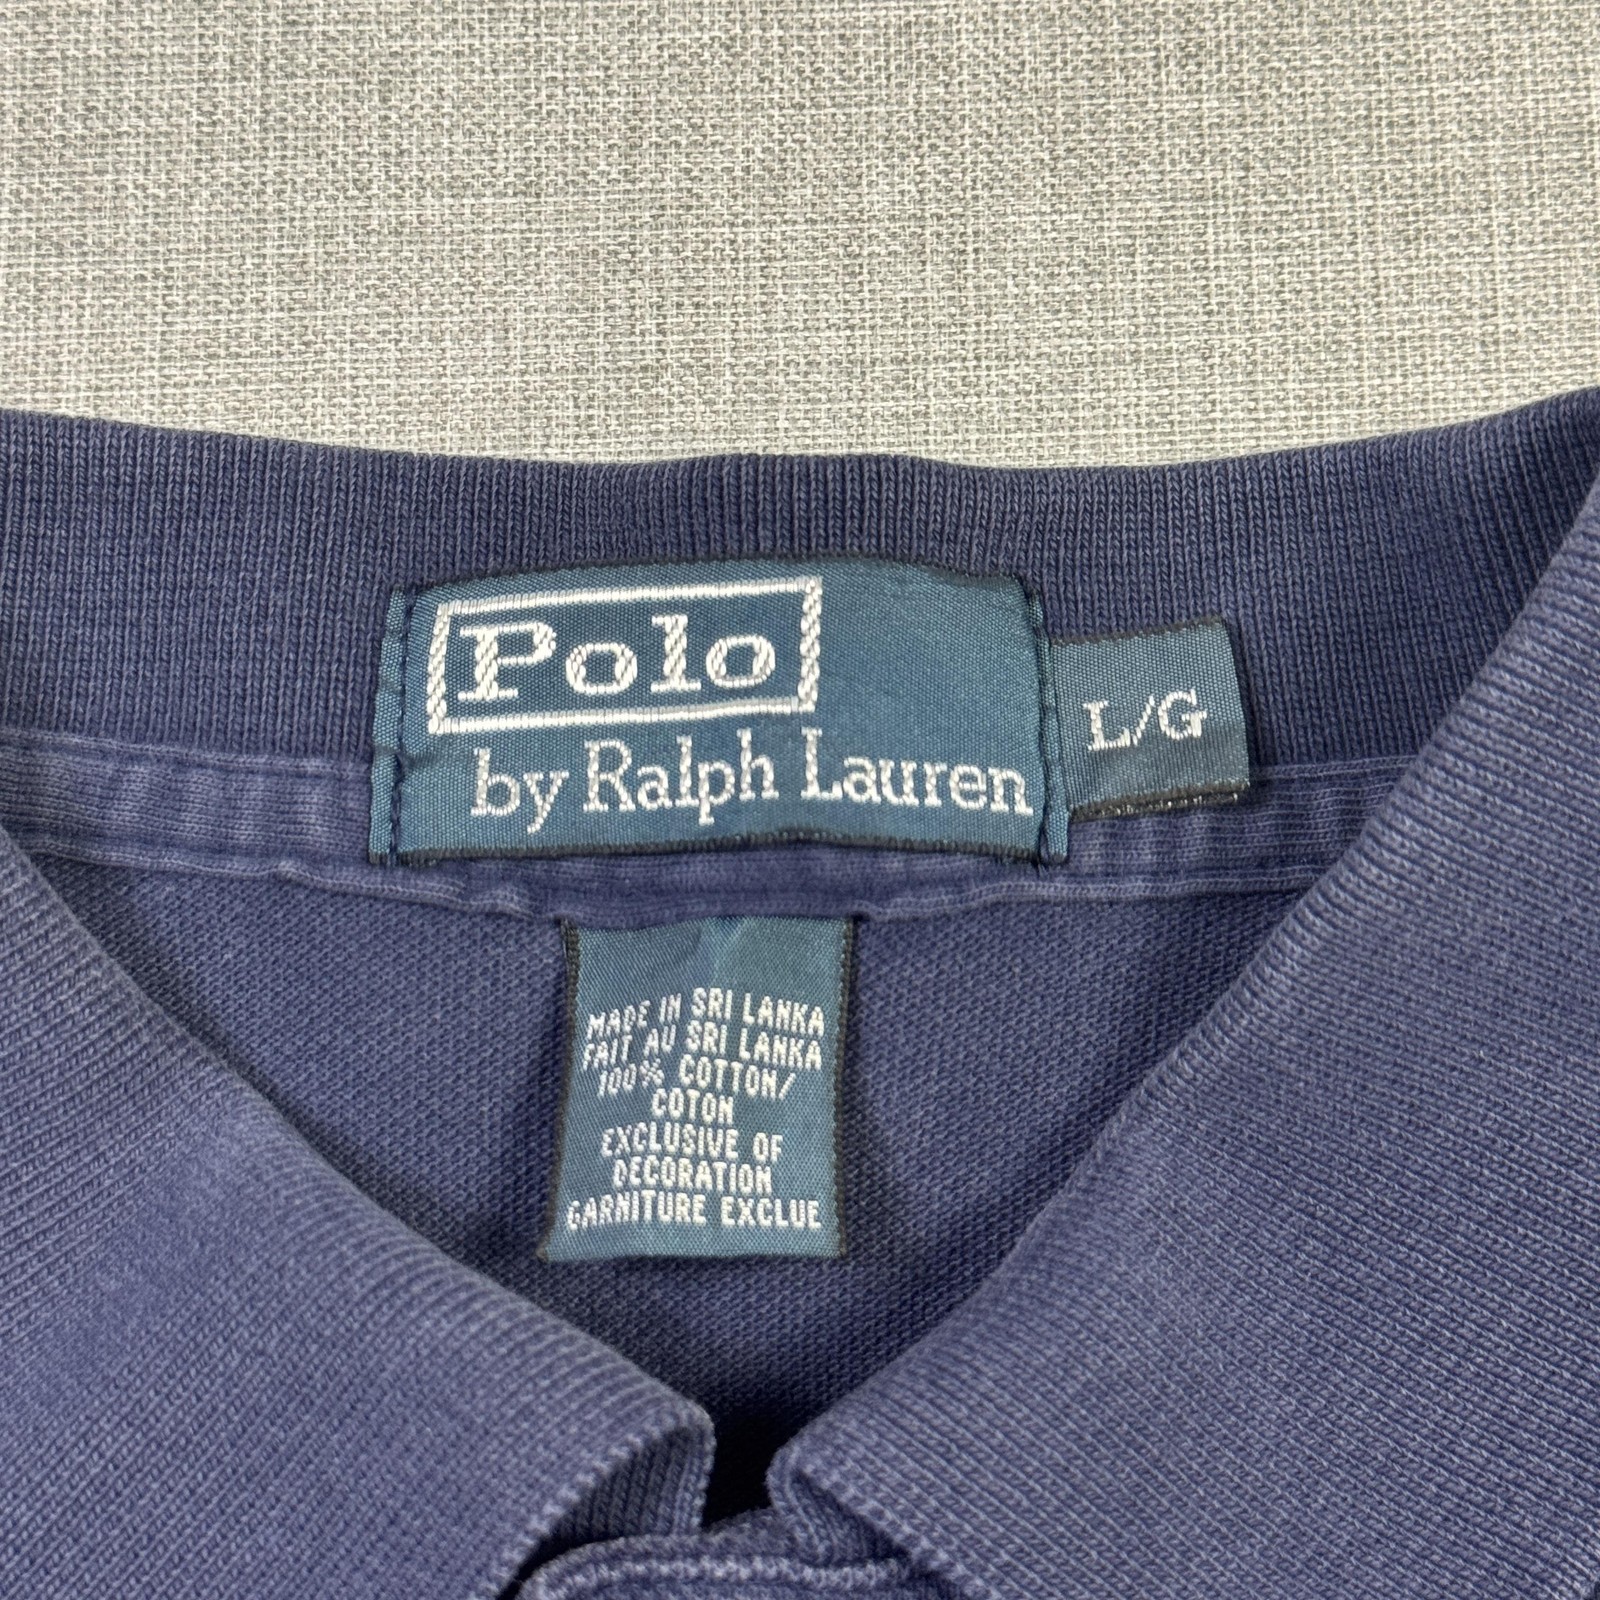 Polo
by Ralph Lauren
L/G
MADE IN SRI LANKA
FAIT AU SRI LANKA
100% COTTON/
COTON
EXCLUSIVE OF
DECORATION
GARNITURE EXCLUE